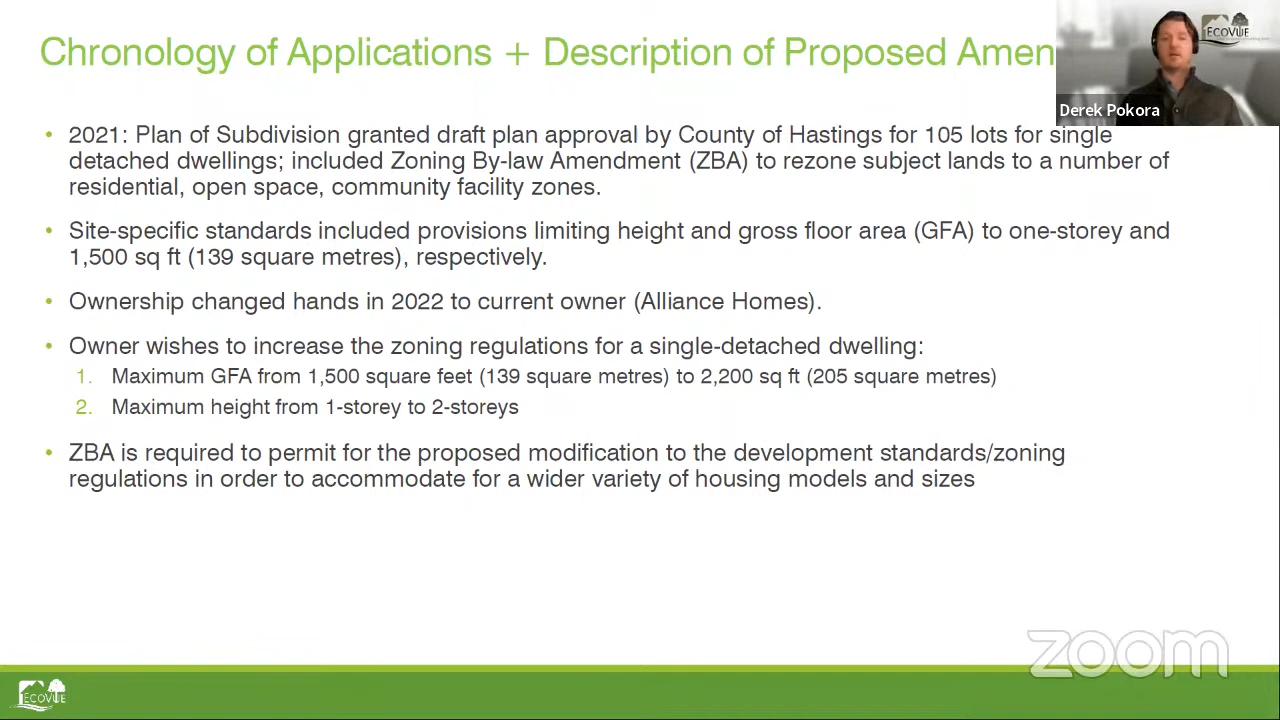 Chronology of Applications + Description of Proposed Amen
ECOVUE
Derek Pokora
• 2021: Plan of Subdivision granted draft plan approval by County of Hastings for 105 lots for single
detached dwellings; included Zoning By-law Amendment (ZBA) to rezone subject lands to a number of
residential, open space, community facility zones.
• Site-specific standards included provisions limiting height and gross floor area (GFA) to one-storey and
1,500 sq ft (139 square metres), respectively.
• Ownership changed hands in 2022 to current owner (Alliance Homes).
• Owner wishes to increase the zoning regulations for a single-detached dwelling:
1. Maximum GFA from 1,500 square feet (139 square metres) to 2,200 sq ft (205 square metres)
2. Maximum height from 1-storey to 2-storeys
• ZBA is required to permit for the proposed modification to the development standards/zoning
regulations in order to accommodate for a wider variety of housing models and sizes
zoom
ECOVUE